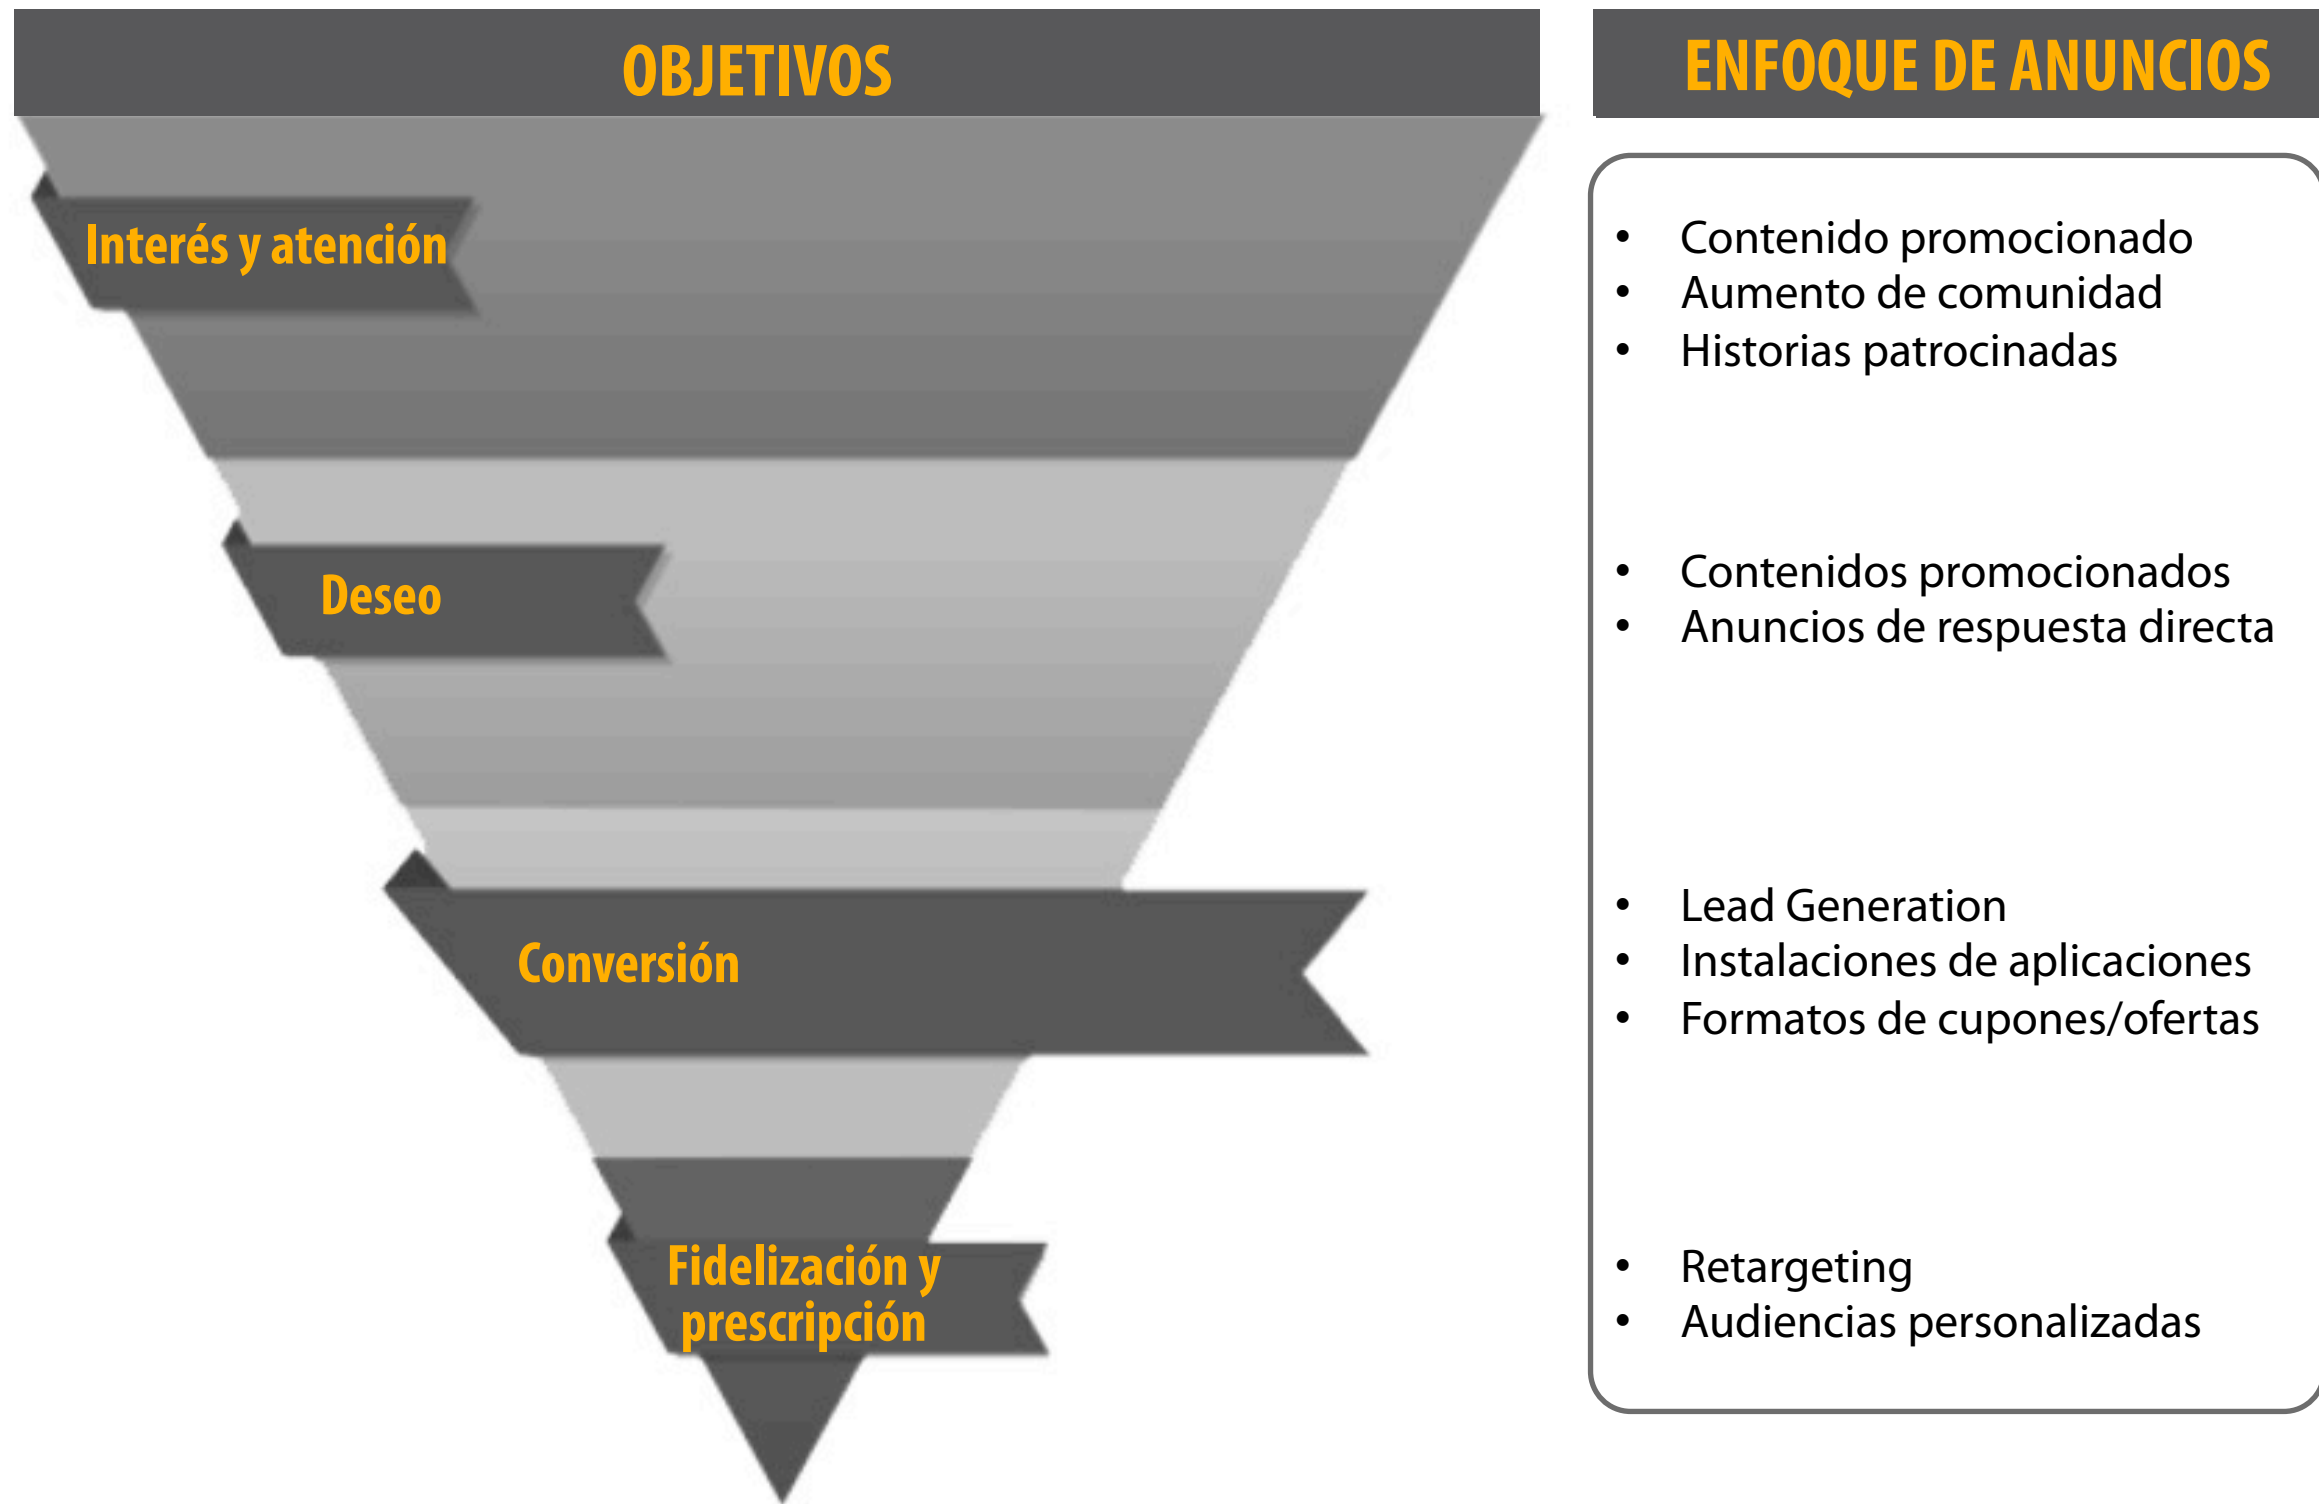 OBJETIVOS
ENFOQUE DE ANUNCIOS
Interés y atención
• Contenido promocionado
• Aumento de comunidad
• Historias patrocinadas
Deseo
• Contenidos promocionados
• Anuncios de respuesta directa
Conversión
• Lead Generation
• Instalaciones de aplicaciones
• Formatos de cupones/ofertas
Fidelización y
prescripción
• Retargeting
• Audiencias personalizadas